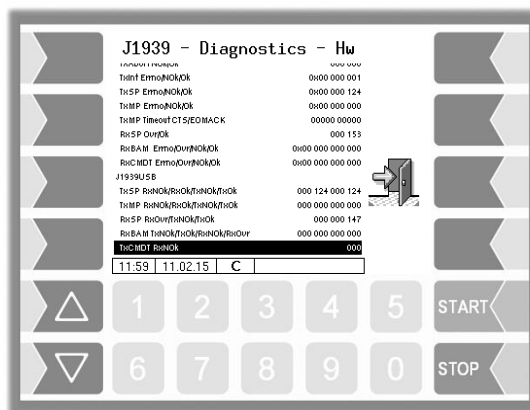 J1939 - Diagnostics - Hw
TxInt Errno/NOk/Ok 0x00 000 001
TxSP Errno/NOk/Ok 0x00 000 124
TxMP Errno/NOk/Ok 0x00 000 000
TxMP Timeout CTS/EOMACK 00000 00000
RxSP Ovr/Ok 000 153
RxBAM Errno/Ovr/NOk/Ok 0x00 000 000 000
RxCMDT Errno/Ovr/NOk/Ok 0x00 000 000 000
J1939USB
TxSP RxNOk/RxOk/TxNOk/TxOk 000 124 000 124
TxMP RxNOk/RxOk/TxNOk/TxOk 000 000 000 000
RxSP RxOvr/TxNOk/TxOk 000 000 147
RxBAM TxNOk/TxOk/RxNOk/RxOvr 000 000 000 000
TxCMDT RxNOk 000
11:59 11.02.15 C
1 2 3 4 5 START
6 7 8 9 0 STOP